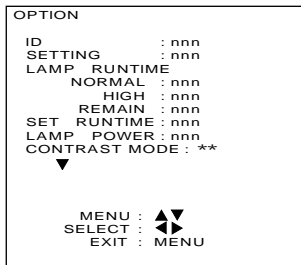 OPTION
ID : nnn
SETTING : nnn
LAMP RUNTIME
NORMAL : nnn
HIGH : nnn
REMAIN : nnn
SET RUNTIME : nnn
LAMP POWER : nnn
CONTRAST MODE : **
▼
MENU : ▲▼
SELECT : ◀▶
EXIT : MENU